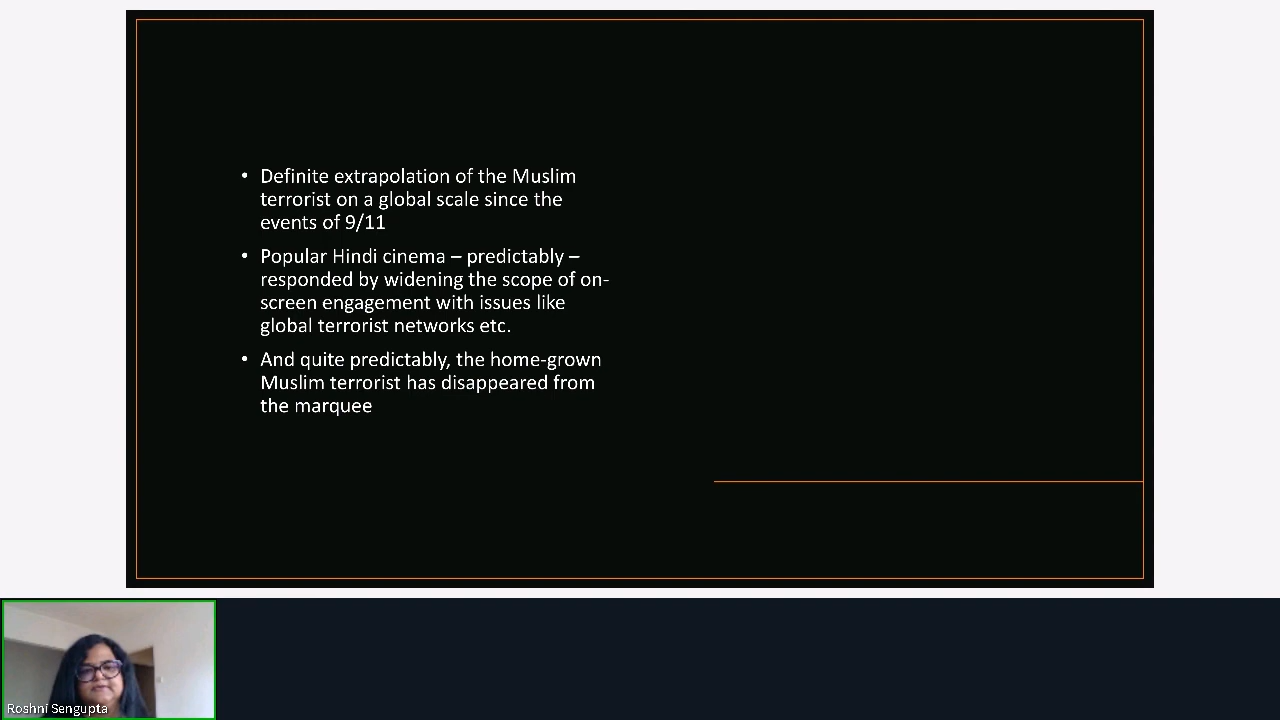 • Definite extrapolation of the Muslim
terrorist on a global scale since the
events of 9/11
• Popular Hindi cinema – predictably –
responded by widening the scope of on-
screen engagement with issues like
global terrorist networks etc.
• And quite predictably, the home-grown
Muslim terrorist has disappeared from
the marquee
Roshni Sengupta